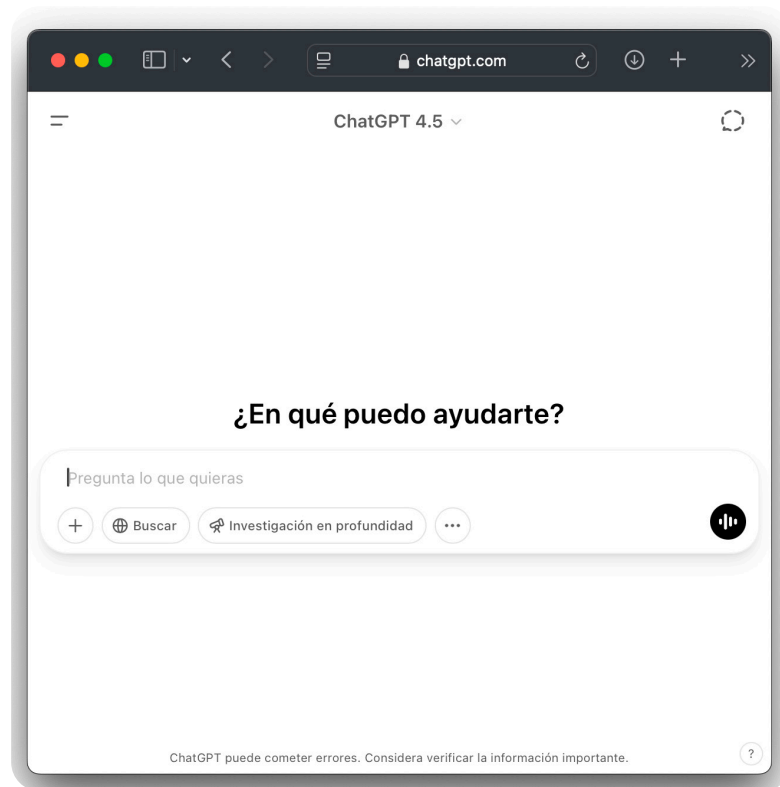 chatgpt.com
ChatGPT 4.5
¿En qué puedo ayudarte?
Pregunta lo que quieras
Buscar
Investigación en profundidad
ChatGPT puede cometer errores. Considera verificar la información importante.
?